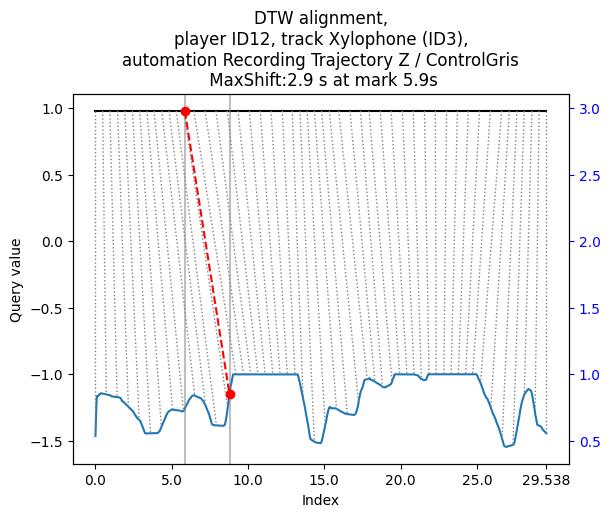 DTW alignment,
player ID12, track Xylophone (ID3),
automation Recording Trajectory Z / ControlGris
MaxShift:2.9 s at mark 5.9s
1.0
0.5
0.0
−0.5
−1.0
−1.5
Query value
3.0
2.5
2.0
1.5
1.0
0.5
0.0 5.0 10.0 15.0 20.0 25.0 29.538
Index